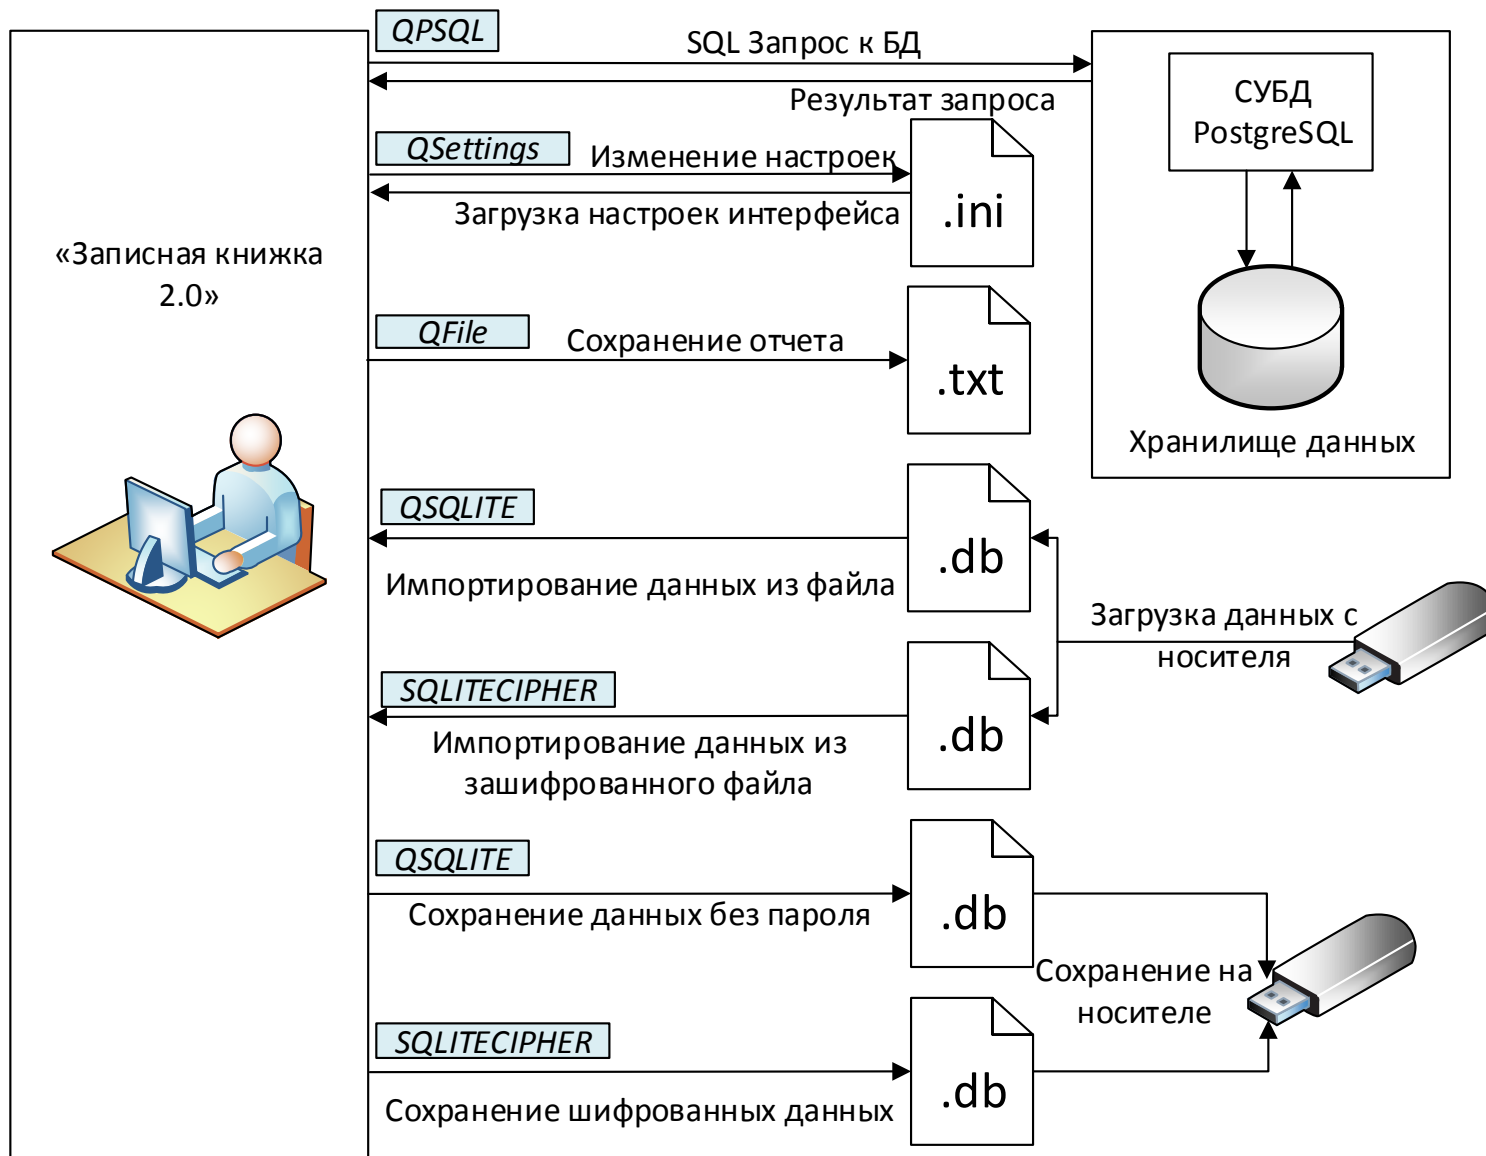 QPSQL
SQL Запрос к БД
Результат запроса
СУБД
PostgreSQL
Хранилище данных
QSettings
Изменение настроек
Загрузка настроек интерфейса
.ini
«Записная книжка
2.0»
QFile
Сохранение отчета
.txt
QSQLITE
Импортирование данных из файла
.db
Загрузка данных с
носителя
SQLITECIPHER
Импортирование данных из
зашифрованного файла
.db
QSQLITE
Сохранение данных без пароля
.db
Сохранение на
носителе
SQLITECIPHER
Сохранение шифрованных данных
.db